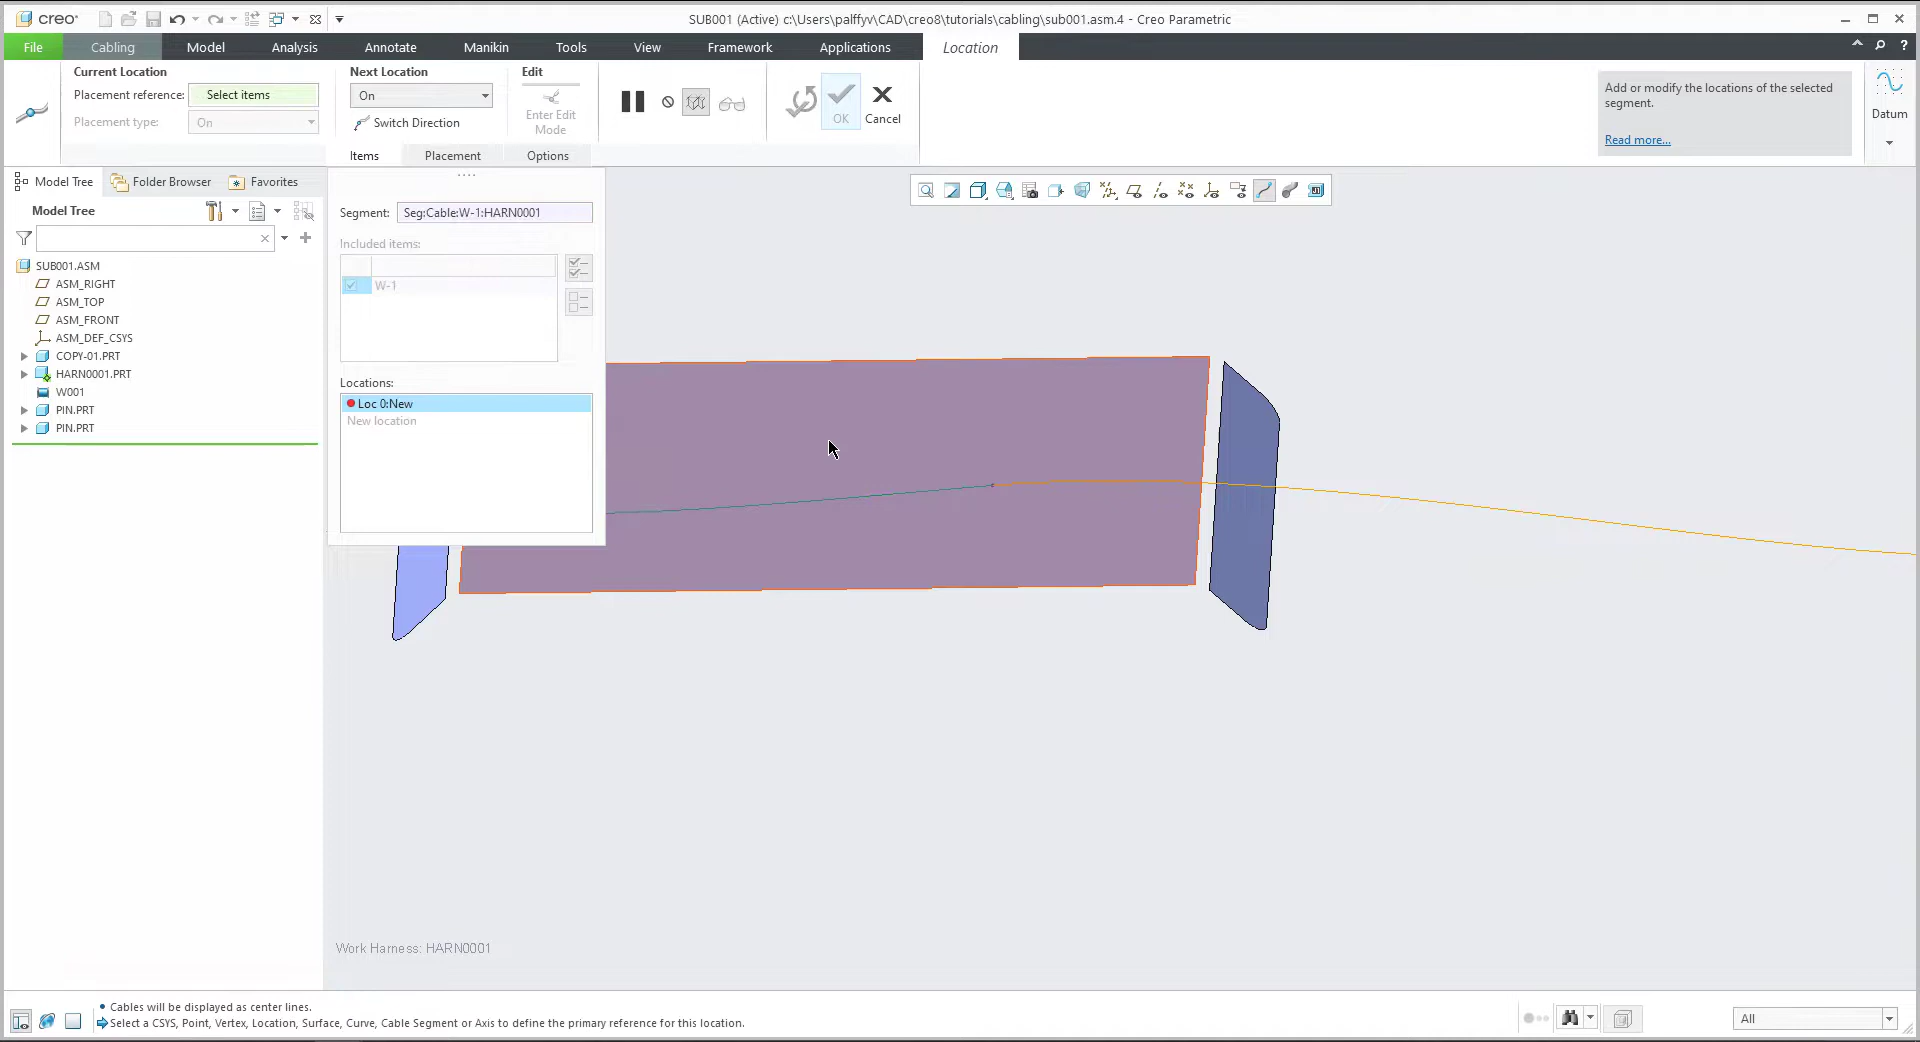 creo®
SUB001 (Active) c:\Users\palffyv\CAD\creo8\tutorials\cabling\sub001.asm.4 - Creo Parametric
File
Cabling
Model
Analysis
Annotate
Manikin
Tools
View
Framework
Applications
Location
Current Location
Placement reference: Select items
Placement type: On
Next Location
On
Switch Direction
Edit
Enter Edit
Mode
OK
Cancel
Items
Placement
Options
Add or modify the locations of the selected
segment.
Read more...
Datum
Model Tree
Folder Browser
Favorites
Model Tree
SUB001.ASM
ASM_RIGHT
ASM_TOP
ASM_FRONT
ASM_DEF_CSYS
COPY-01.PRT
HARN0001.PRT
W001
PIN.PRT
PIN.PRT
Segment: Seg:Cable:W-1:HARN0001
Included items:
W-1
Locations:
Loc 0:New
New location
Work Harness: HARN0001
Cables will be displayed as center lines.
Select a CSYS, Point, Vertex, Location, Surface, Curve, Cable Segment or Axis to define the primary reference for this location.
All